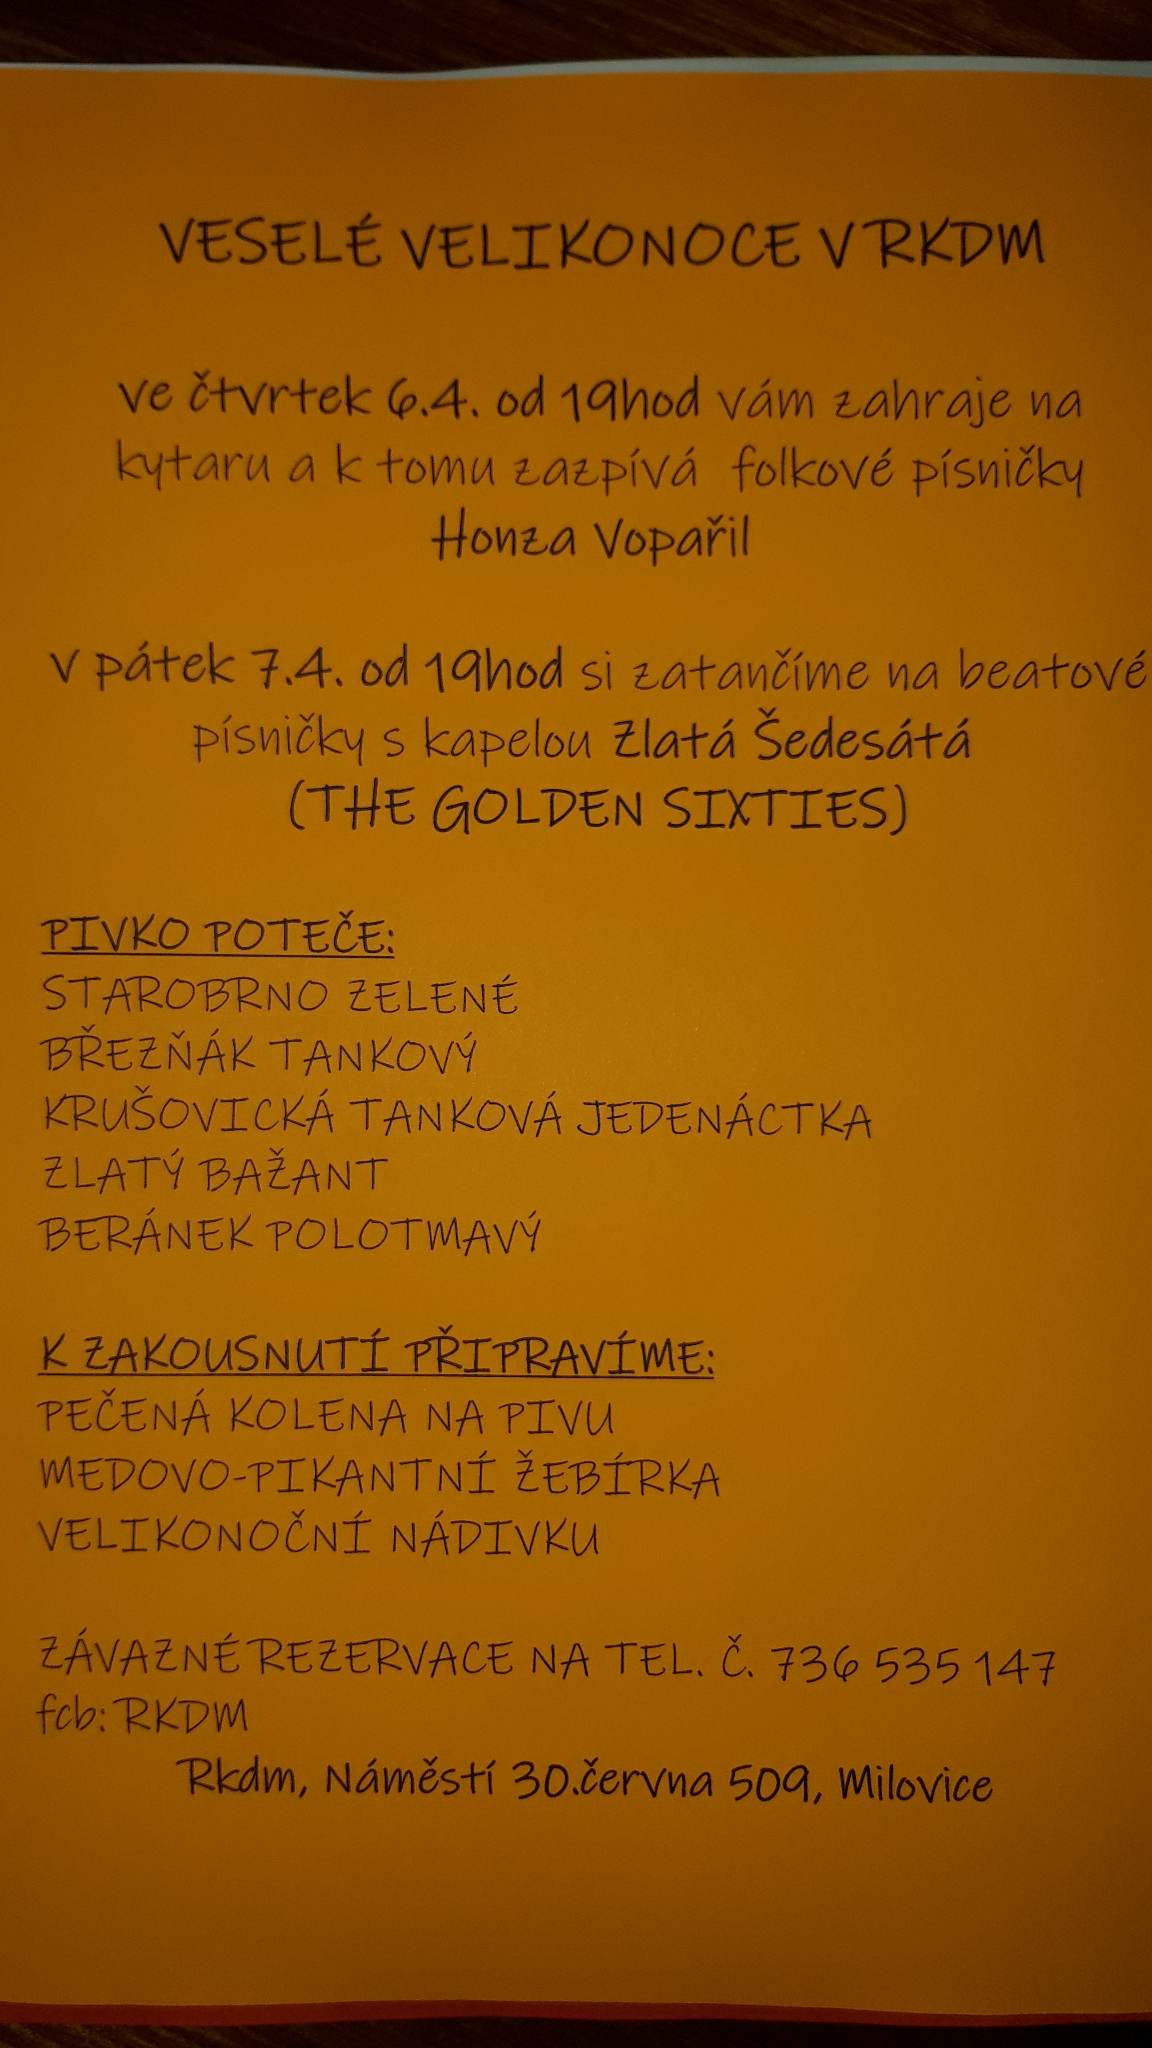 VESELÉ VELIKONOCE V RKDM
ve čtvrtek 6.4. od 19hod vám zahraje na
kytaru a k tomu zazpívá folkové písničky
Honza Vopařil
v pátek 7.4. od 19hod si zatančíme na beatové
písničky s kapelou Zlatá Šedesátá
(THE GOLDEN SIXTIES)
PIVKO POTEČE:
STAROBRNO ZELENÉ
BŘEZŇÁK TANKOVÝ
KRUŠOVICKÁ TANKOVÁ JEDENÁCTKA
ZLATÝ BAŽANT
BERÁNEK POLOTMAVÝ
K ZAKOUSNUTÍ PŘIPRAVÍME:
PEČENÁ KOLENA NA PIVU
MEDOVO-PIKANTNÍ ŽEBÍRKA
VELIKONOČNÍ NÁDIVKU
ZÁVAZNÉ REZERVACE NA TEL. Č. 736 535 147
fcb: RKDM
Rkdm, Náměstí 30.června 509, Milovice